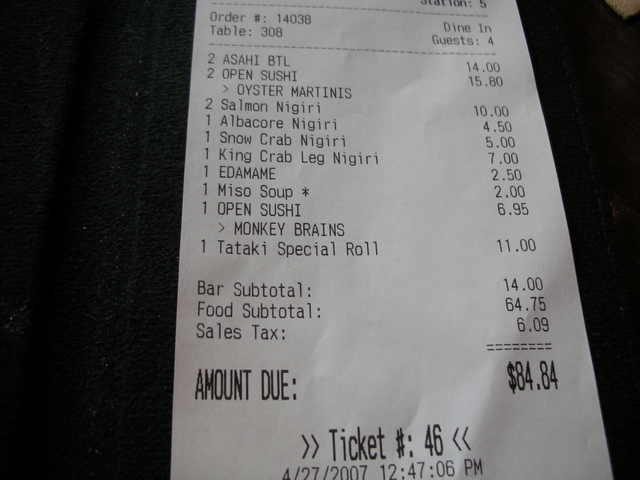 Station: 5
Order #: 14038 Dine In
Table: 308 Guests: 4
2 ASAHI BTL 14.00
2 OPEN SUSHI 15.80
> OYSTER MARTINIS
2 Salmon Nigiri 10.00
1 Albacore Nigiri 4.50
1 Snow Crab Nigiri 5.00
1 King Crab Leg Nigiri 7.00
1 EDAMAME 2.50
1 Miso Soup * 2.00
1 OPEN SUSHI 6.95
> MONKEY BRAINS
1 Tataki Special Roll 11.00
Bar Subtotal: 14.00
Food Subtotal: 64.75
Sales Tax: 6.09
========
AMOUNT DUE: $84.84
>> Ticket #: 46 <<
4/27/2007 12:47:06 PM